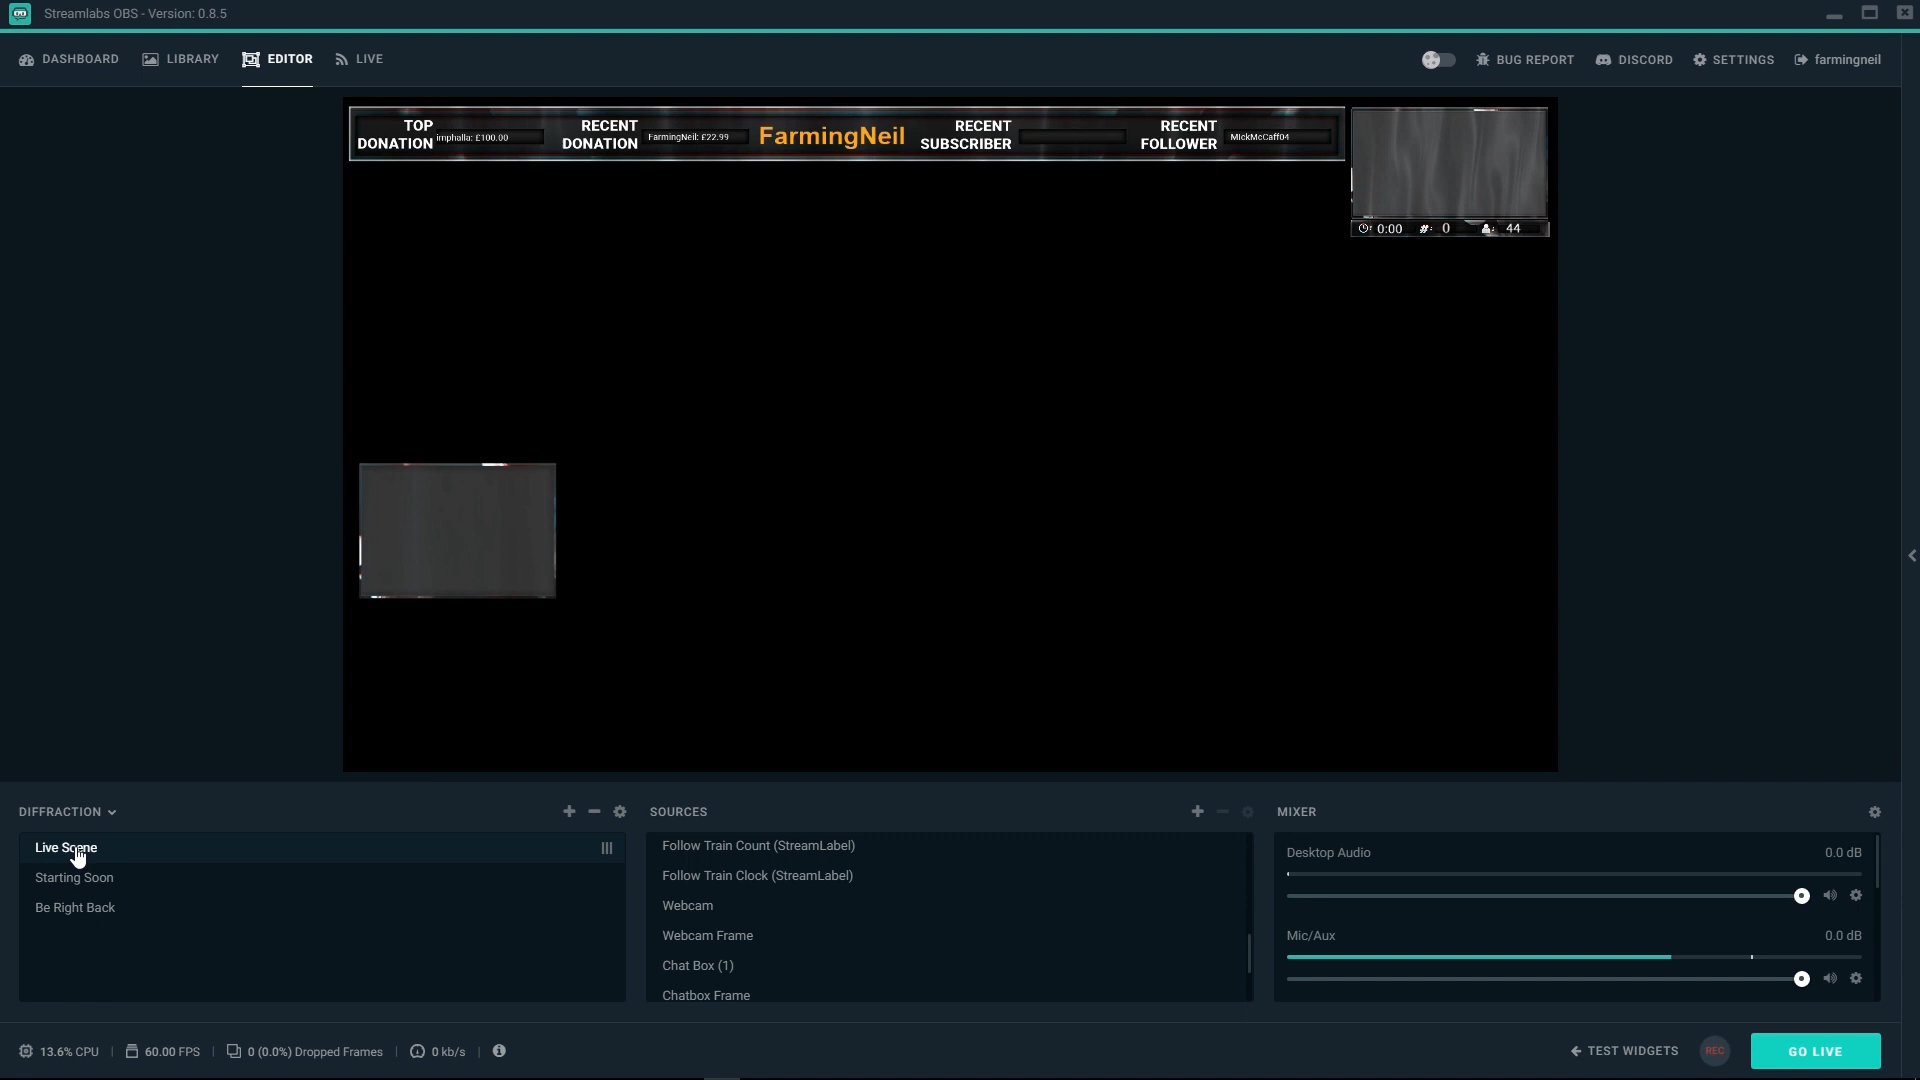 Streamlabs OBS - Version: 0.8.5
DASHBOARD LIBRARY EDITOR LIVE
BUG REPORT DISCORD SETTINGS farmingneil
TOP DONATION imphalla: £100.00
RECENT DONATION FarmingNeil: £22.99
FarmingNeil
RECENT SUBSCRIBER
RECENT FOLLOWER MickMcCaff04
: 0:00 #: 0 : 44
DIFFRACTION
Live Scene
Starting Soon
Be Right Back
SOURCES
Follow Train Count (StreamLabel)
Follow Train Clock (StreamLabel)
Webcam
Webcam Frame
Chat Box (1)
Chatbox Frame
MIXER
Desktop Audio 0.0 dB
Mic/Aux 0.0 dB
13.6% CPU | 60.00 FPS | 0 (0.0%) Dropped Frames | 0 kb/s |
TEST WIDGETS REC GO LIVE